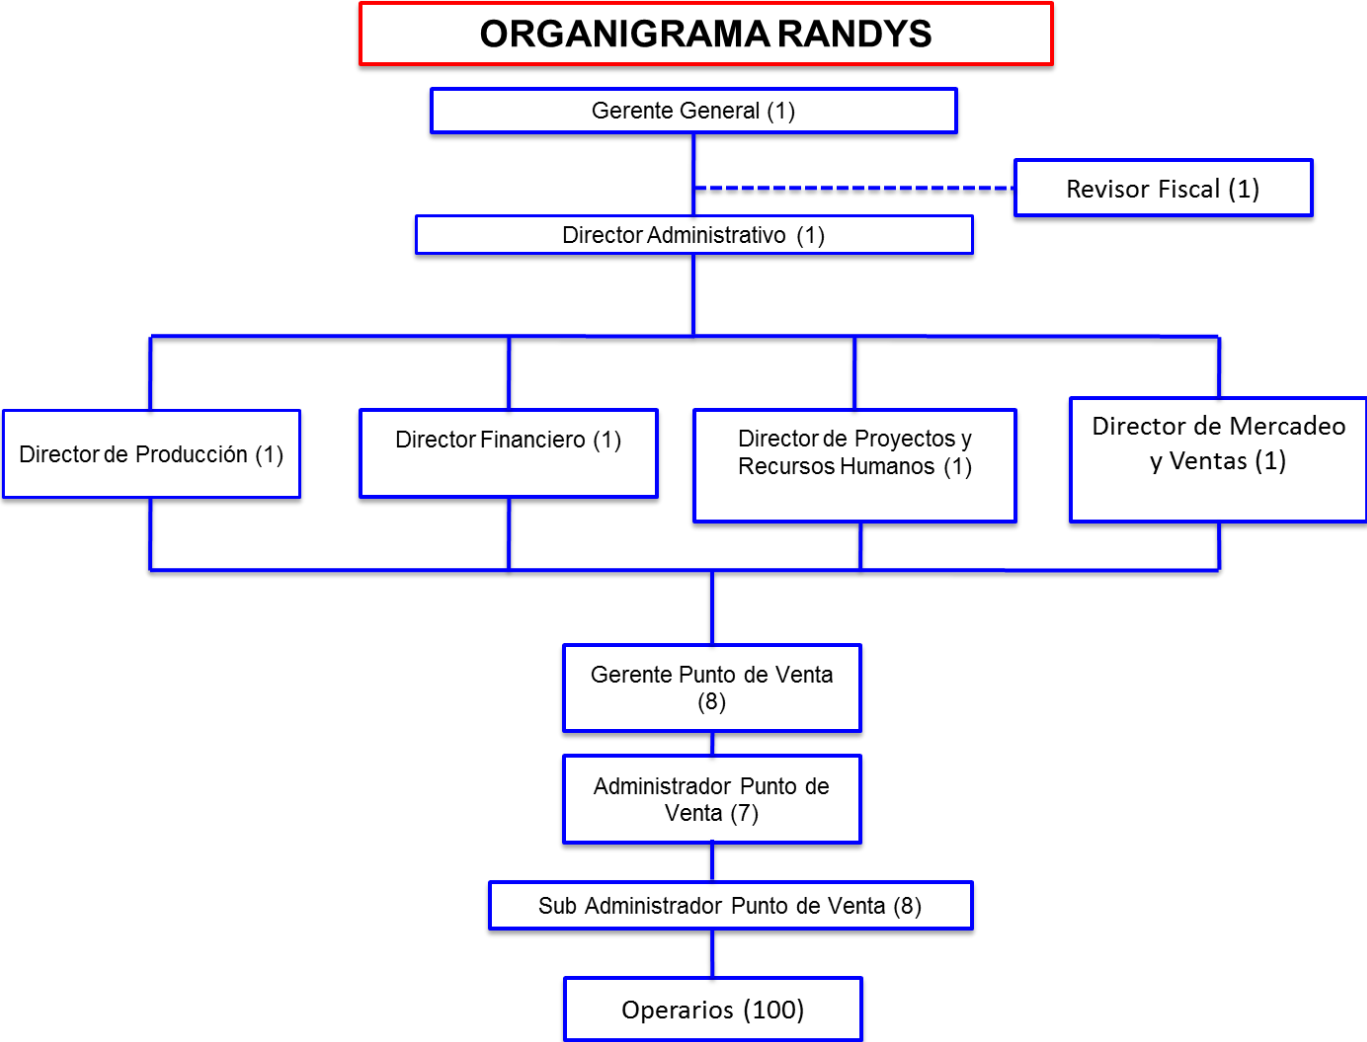 ORGANIGRAMA RANDYS
Gerente General (1)
Revisor Fiscal (1)
Director Administrativo (1)
Director de Producción (1)
Director Financiero (1)
Director de Proyectos y
Recursos Humanos (1)
Director de Mercadeo
y Ventas (1)
Gerente Punto de Venta
(8)
Administrador Punto de
Venta (7)
Sub Administrador Punto de Venta (8)
Operarios (100)